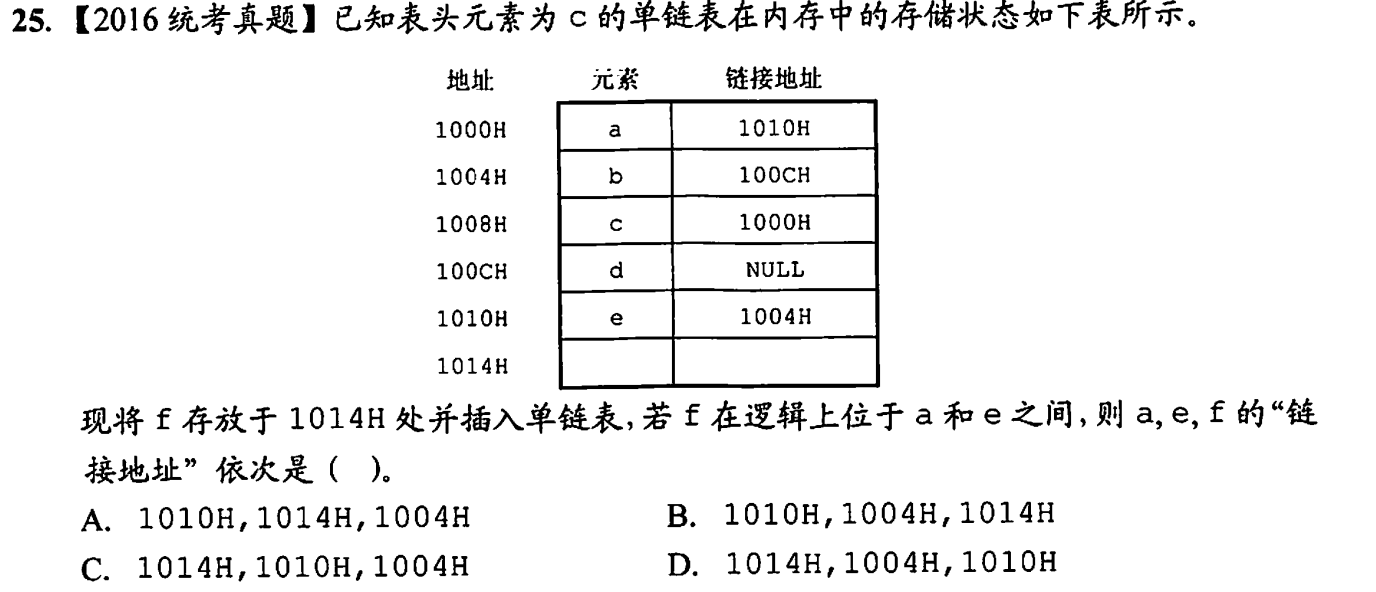 25.【2016 统考真题】已知表头元素为 c 的单链表在内存中的存储状态如下表所示。
地址 元素 链接地址
1000H a 1010H
1004H b 100CH
1008H c 1000H
100CH d NULL
1010H e 1004H
1014H
现将 f 存放于 1014H 处并插入单链表,若 f 在逻辑上位于 a 和 e 之间,则 a, e, f 的“链
接地址”依次是( )。
A. 1010H,1014H,1004H B. 1010H,1004H,1014H
C. 1014H,1010H,1004H D. 1014H,1004H,1010H